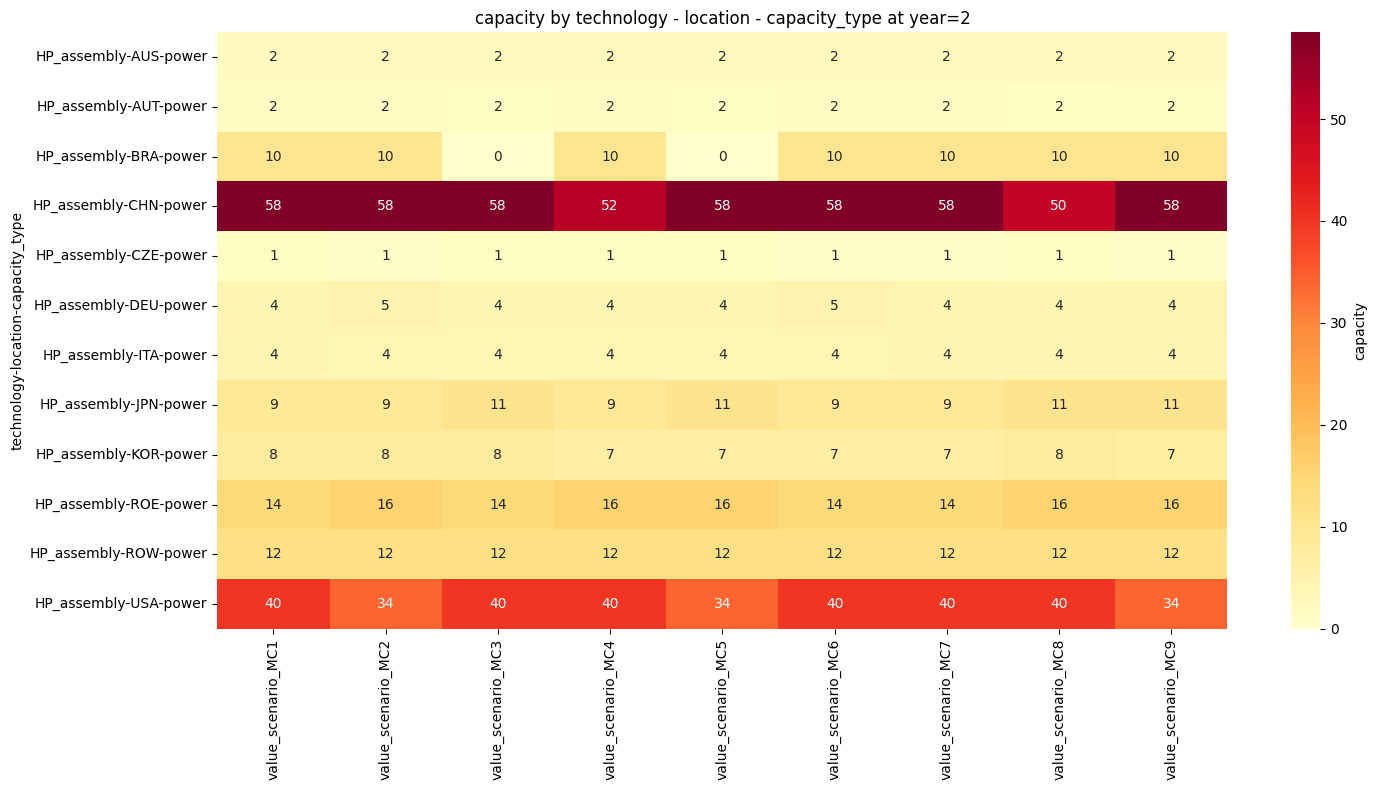 capacity by technology - location - capacity_type at year=2
technology-location-capacity_type
HP_assembly-AUS-power 2 2 2 2 2 2 2 2 2
HP_assembly-AUT-power 2 2 2 2 2 2 2 2 2
HP_assembly-BRA-power 10 10 0 10 0 10 10 10 10
HP_assembly-CHN-power 58 58 58 52 58 58 58 50 58
HP_assembly-CZE-power 1 1 1 1 1 1 1 1 1
HP_assembly-DEU-power 4 5 4 4 4 5 4 4 4
HP_assembly-ITA-power 4 4 4 4 4 4 4 4 4
HP_assembly-JPN-power 9 9 11 9 11 9 9 11 11
HP_assembly-KOR-power 8 8 8 7 7 7 7 8 7
HP_assembly-ROE-power 14 16 14 16 16 14 14 16 16
HP_assembly-ROW-power 12 12 12 12 12 12 12 12 12
HP_assembly-USA-power 40 34 40 40 34 40 40 40 34
value_scenario_MC1
value_scenario_MC2
value_scenario_MC3
value_scenario_MC4
value_scenario_MC5
value_scenario_MC6
value_scenario_MC7
value_scenario_MC8
value_scenario_MC9
50
40
30
20
10
0
capacity